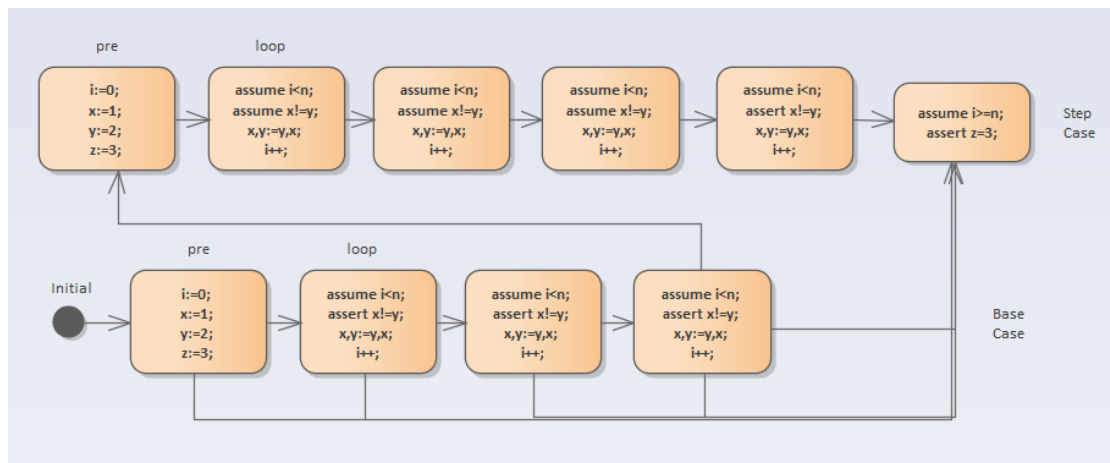 pre
loop
i:=0;
x:=1;
y:=2;
z:=3;
assume i<n;
assume x!=y;
x,y:=y,x;
i++;
assume i<n;
assume x!=y;
x,y:=y,x;
i++;
assume i<n;
assume x!=y;
x,y:=y,x;
i++;
assume i<n;
assert x!=y;
x,y:=y,x;
i++;
assume i>=n;
assert z=3;
Step
Case
pre
loop
Initial
i:=0;
x:=1;
y:=2;
z:=3;
assume i<n;
assert x!=y;
x,y:=y,x;
i++;
assume i<n;
assert x!=y;
x,y:=y,x;
i++;
assume i<n;
assert x!=y;
x,y:=y,x;
i++;
Base
Case